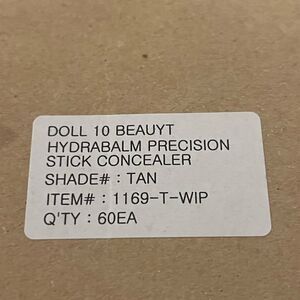 DOLL 10 BEAUYT
HYDRABALM PRECISION
STICK CONCEALER
SHADE# : TAN
ITEM# : 1169-T-WIP
Q'TY : 60EA